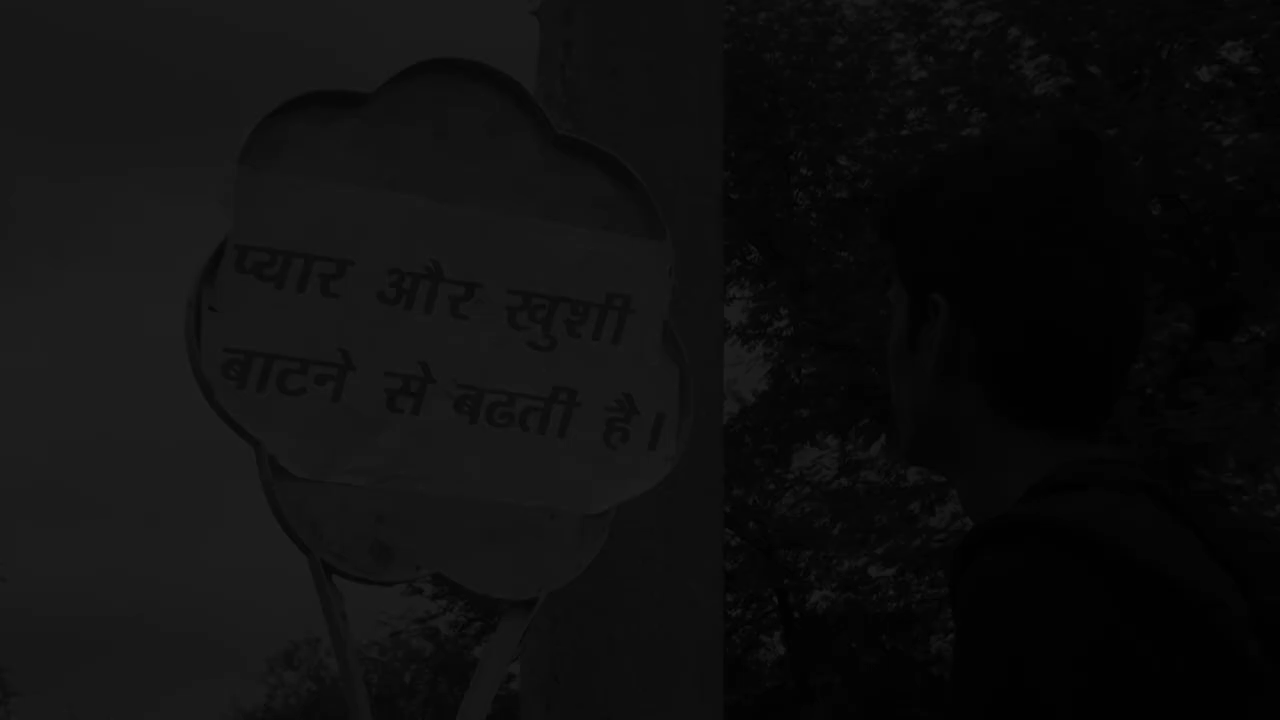 प्यार और खुशी
बाटने से बढती है।